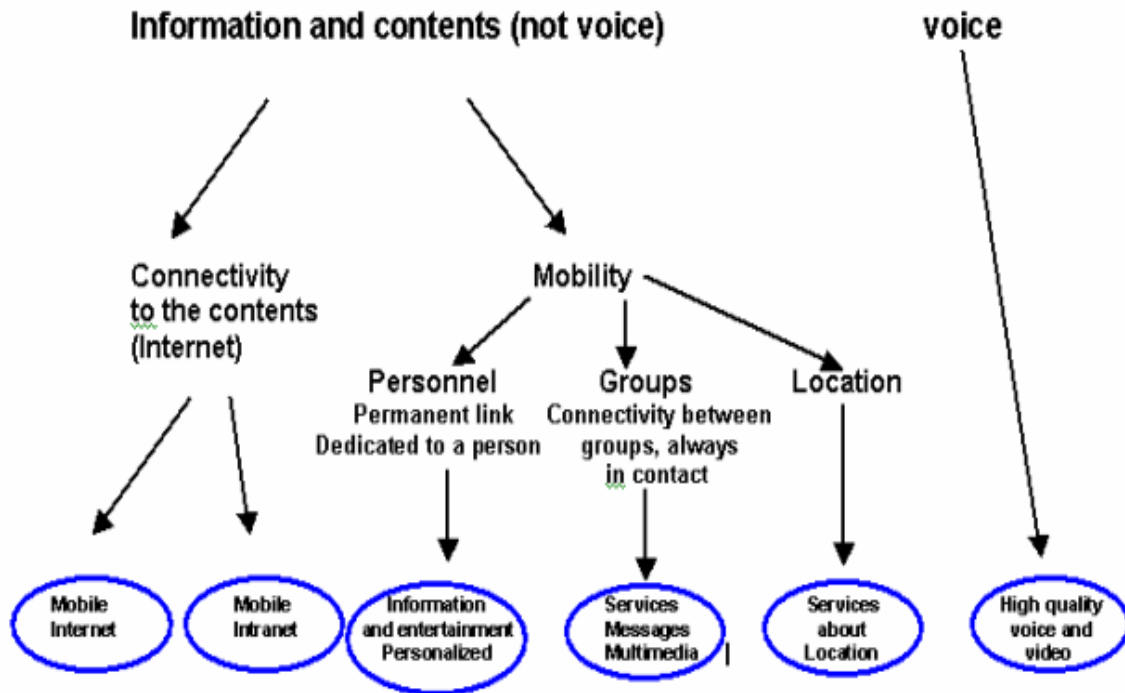 Information and contents (not voice)
voice
Connectivity
to the contents
(Internet)
Mobility
Personnel
Permanent link
Dedicated to a person
Groups
Connectivity between
groups, always
in contact
Location
Mobile
Internet
Mobile
Intranet
Information
and entertainment
Personalized
Services
Messages
Multimedia
Services
about
Location
High quality
voice and
video